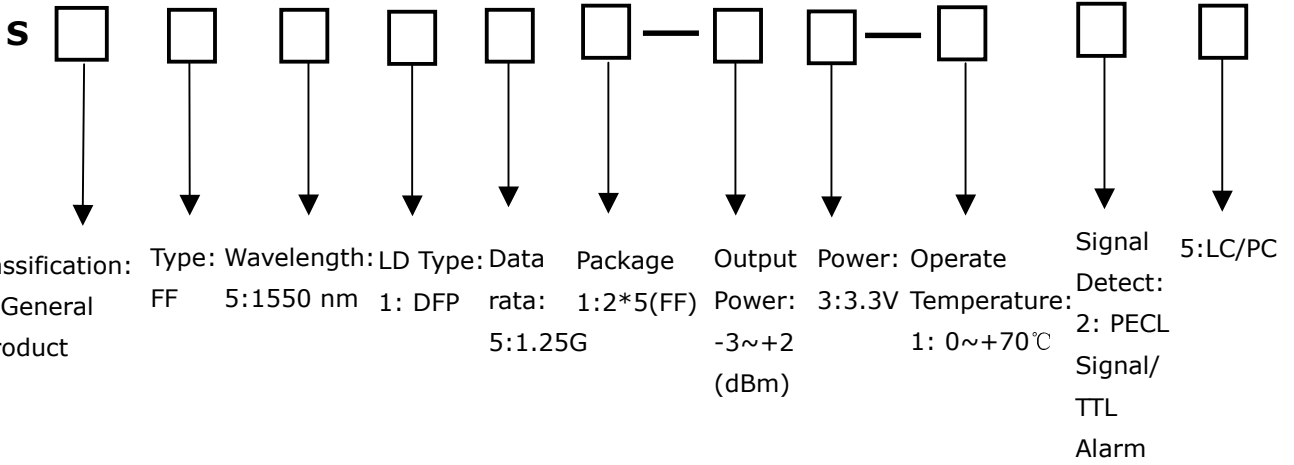 S
assification:
General
roduct
Type:
FF
Wavelength:
5:1550 nm
LD Type:
1: DFP
Data
rata:
5:1.25G
Package
1:2*5(FF)
Output
Power:
-3~+2
(dBm)
Power:
3:3.3V
Operate
Temperature:
1: 0~+70℃
Signal
Detect:
2: PECL
Signal/
TTL
Alarm
5:LC/PC